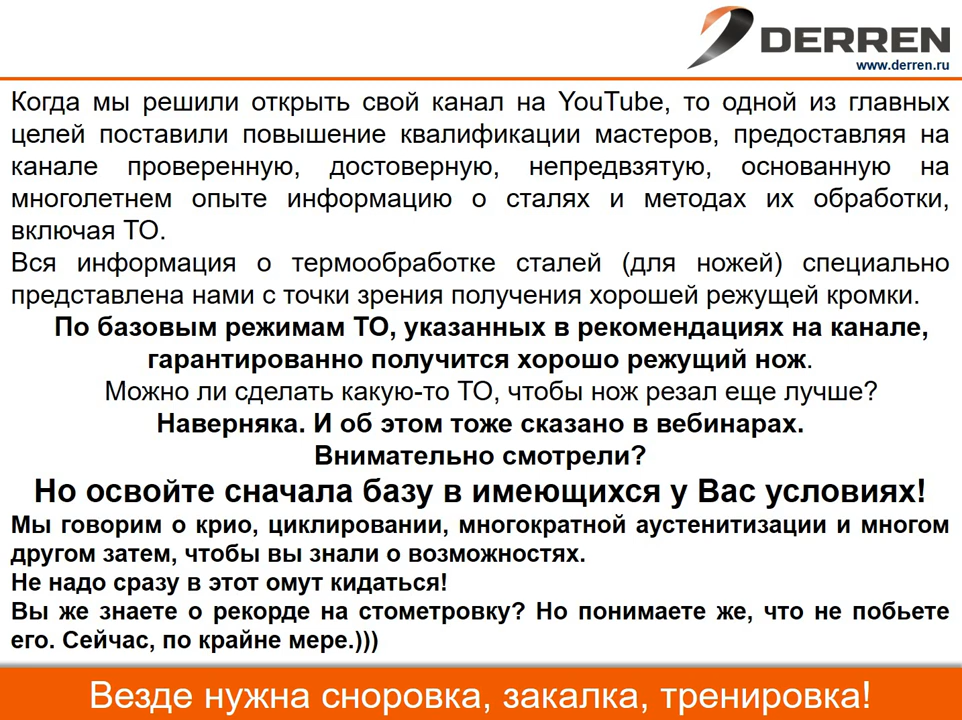 DERREN
www.derren.ru
Когда мы решили открыть свой канал на YouTube, то одной из главных
целей поставили повышение квалификации мастеров, предоставляя на
канале проверенную, достоверную, непредвзятую, основанную на
многолетнем опыте информацию о сталях и методах их обработки,
включая ТО.
Вся информация о термообработке сталей (для ножей) специально
представлена нами с точки зрения получения хорошей режущей кромки.
По базовым режимам ТО, указанных в рекомендациях на канале,
гарантированно получится хорошо режущий нож.
Можно ли сделать какую-то ТО, чтобы нож резал еще лучше?
Наверняка. И об этом тоже сказано в вебинарах.
Внимательно смотрели?
Но освойте сначала базу в имеющихся у Вас условиях!
Мы говорим о крио, циклировании, многократной аустенитизации и многом
другом затем, чтобы вы знали о возможностях.
Не надо сразу в этот омут кидаться!
Вы же знаете о рекорде на стометровку? Но понимаете же, что не побьете
его. Сейчас, по крайне мере.)))
Везде нужна сноровка, закалка, тренировка!